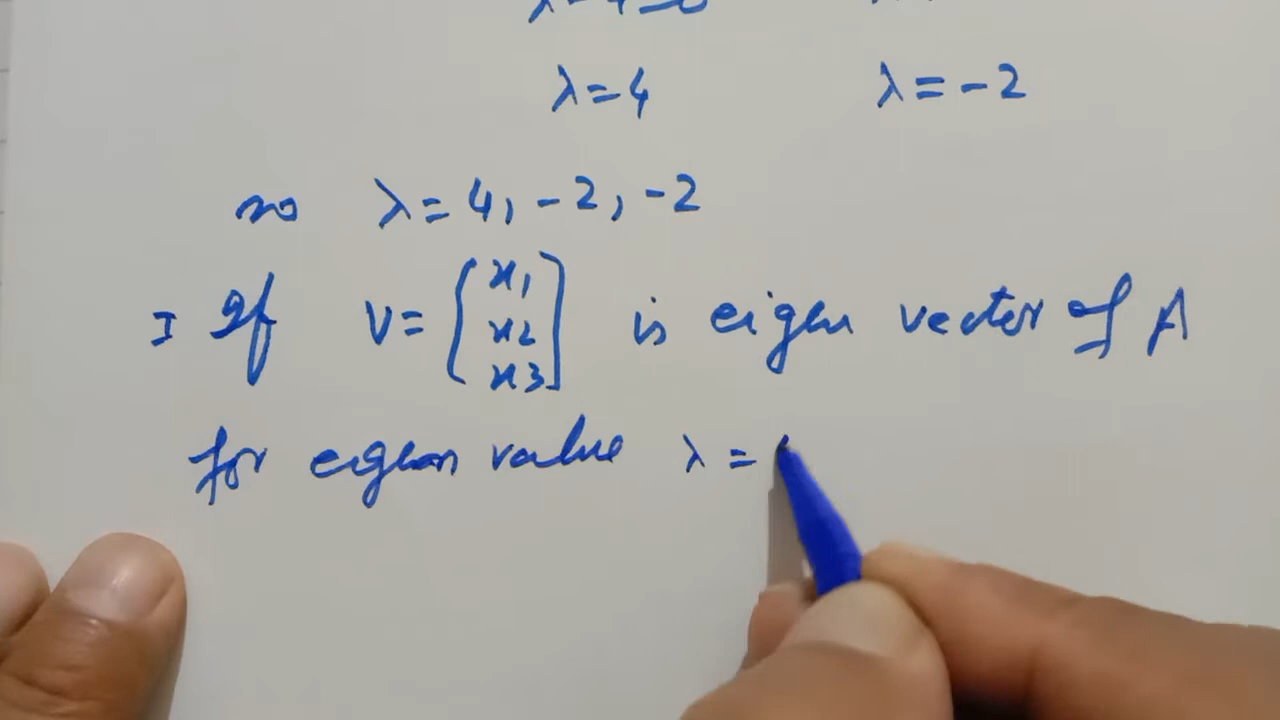 λ=4 λ=-2
so λ=4,-2,-2
I If V=[x1 x2 x3] is eigen vector of A
for eigen value λ =